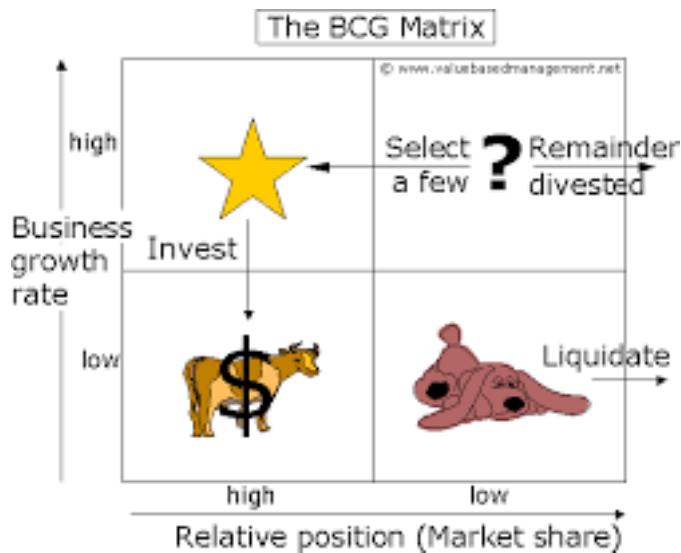 The BCG Matrix
© www.valuebasedmanagement.net
high
Select
a few
?
Remainder
divested
Business
growth
rate
Invest
low
$
Liquidate
high
low
Relative position (Market share)